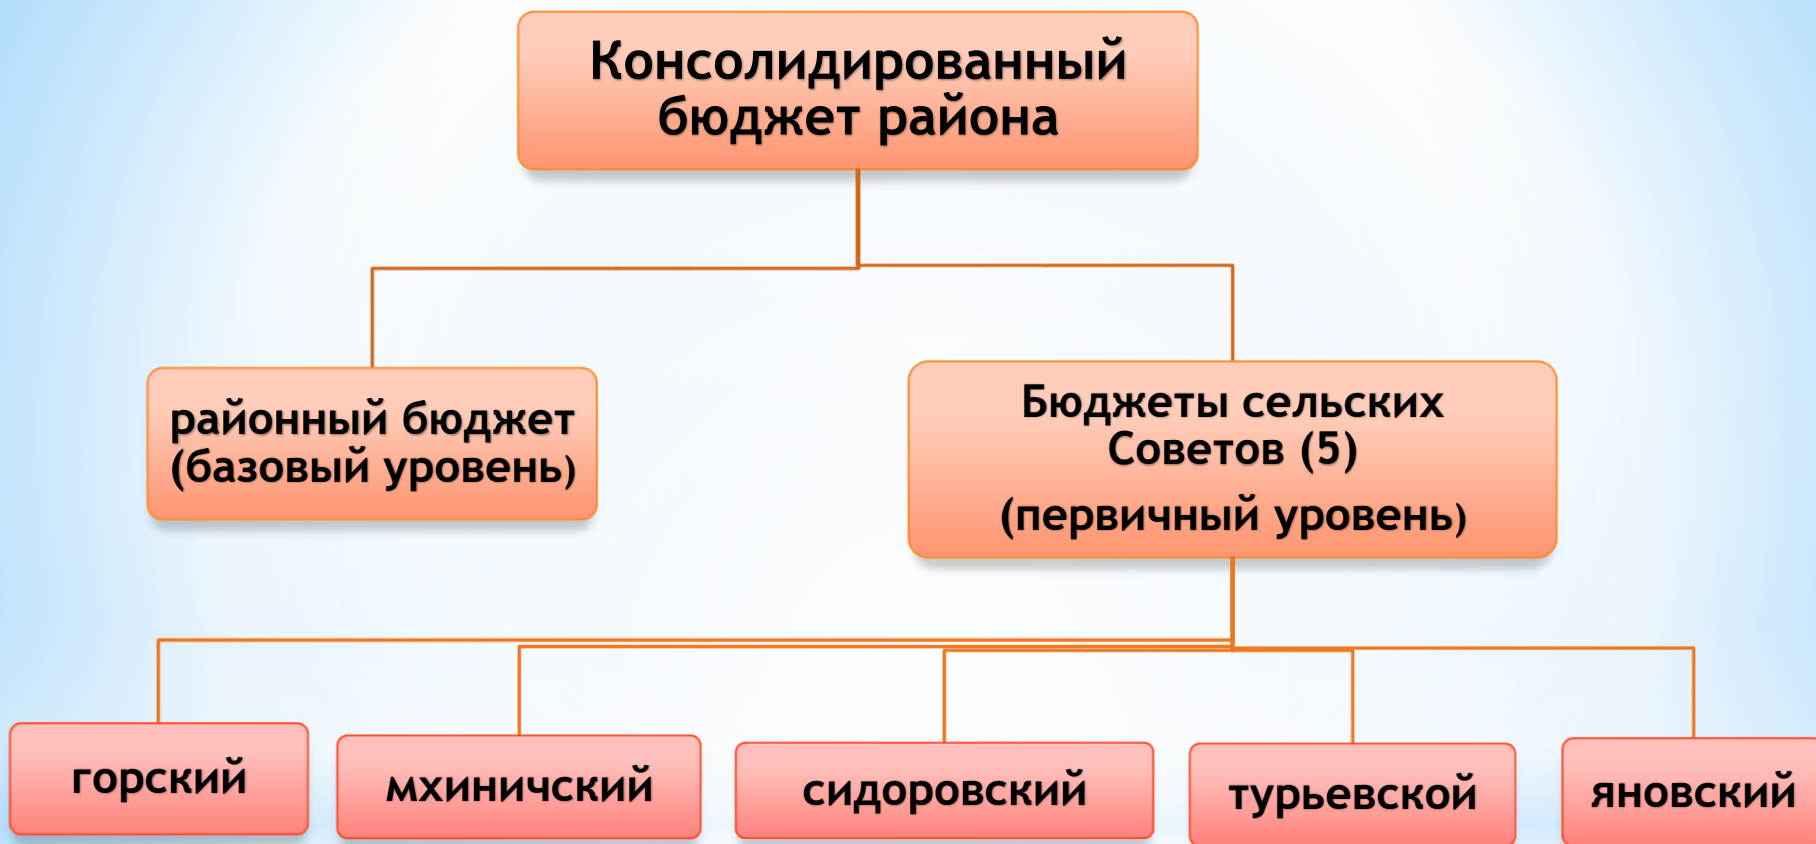 Консолидированный
бюджет района
районный бюджет
(базовый уровень)
Бюджеты сельских
Советов (5)
(первичный уровень)
горский
мхиничский
сидоровский
турьевской
яновский